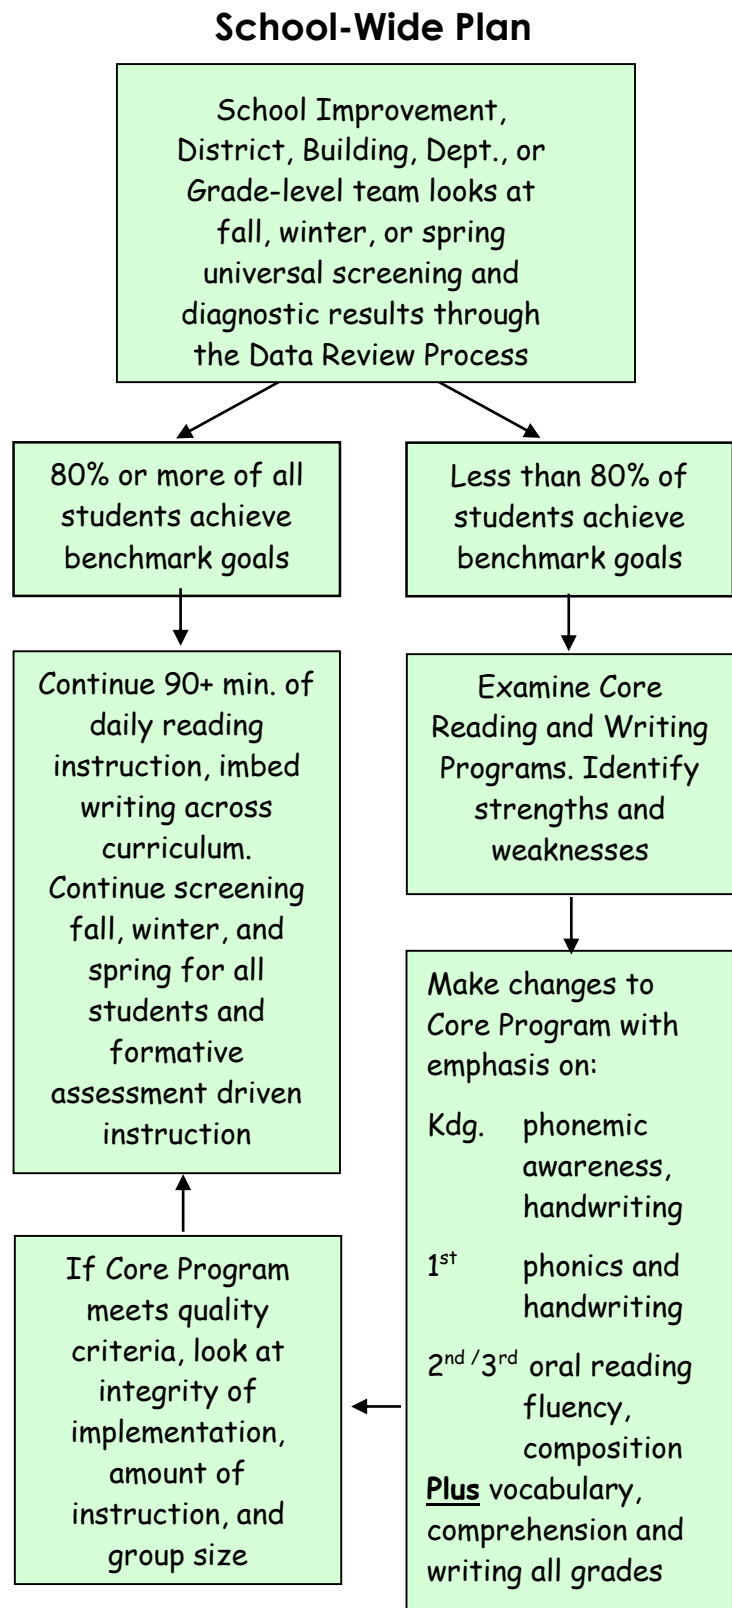 School-Wide Plan
School Improvement,
District, Building, Dept., or
Grade-level team looks at
fall, winter, or spring
universal screening and
diagnostic results through
the Data Review Process
80% or more of all
students achieve
benchmark goals
Less than 80% of
students achieve
benchmark goals
Continue 90+ min. of
daily reading
instruction, imbed
writing across
curriculum.
Continue screening
fall, winter, and
spring for all
students and
formative
assessment driven
instruction
Examine Core
Reading and Writing
Programs. Identify
strengths and
weaknesses
Make changes to
Core Program with
emphasis on:
Kdg. phonemic
awareness,
handwriting
1st phonics and
handwriting
2nd /3rd oral reading
fluency,
composition
Plus vocabulary,
comprehension and
writing all grades
If Core Program
meets quality
criteria, look at
integrity of
implementation,
amount of
instruction, and
group size